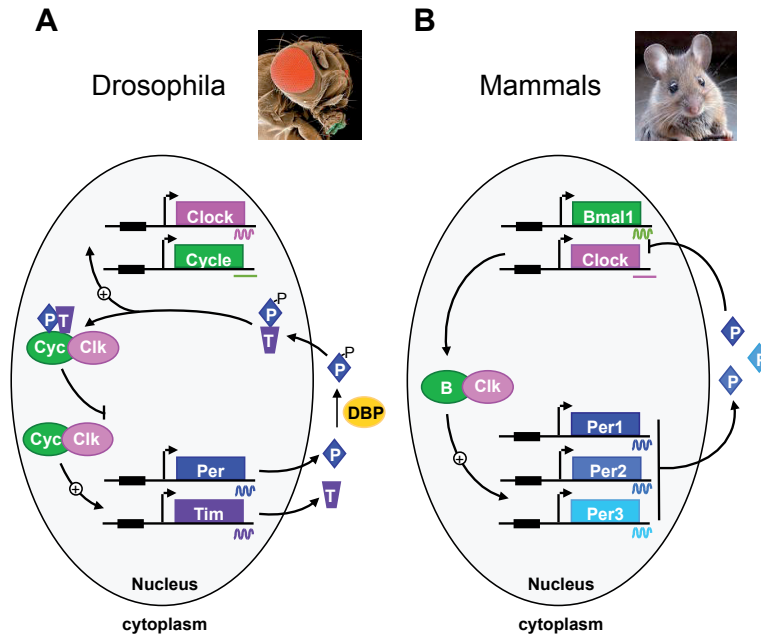 A
Drosophila
Clock
Cycle
+
P T
Cyc Clk
P
P
T
P
P
DBP
Cyc Clk
P
+
Per
T
Tim
Nucleus
cytoplasm
B
Mammals
Bmal1
Clock
P
P
P
B Clk
Per1
+
Per2
Per3
Nucleus
cytoplasm